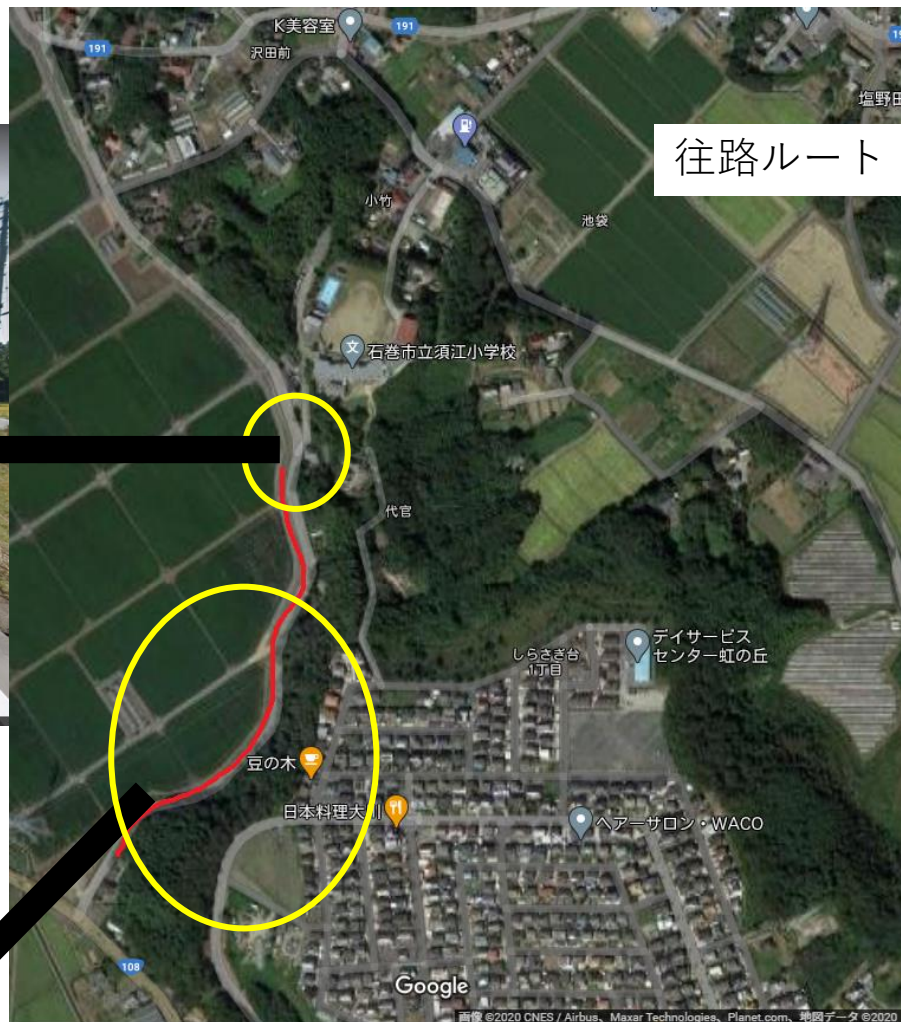 K美容室
191
191
沢田前
19
塩野田
往路ルート
小竹
池袋
石巻市立須江小学校
代官
しらさぎ台
1丁目
デイサービス
センター虹の丘
豆の木
日本料理大川
ヘアーサロン・WACO
108
Google
画像 ©2020 CNES / Airbus、Maxar Technologies、Planet.com、地図データ ©2020